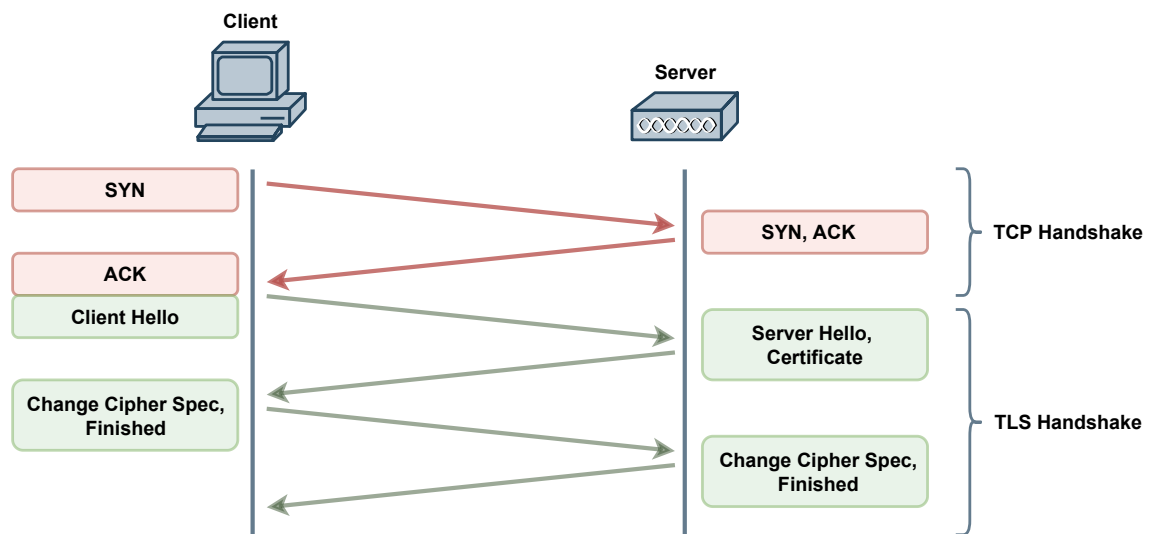 Client
Server
SYN
SYN, ACK
TCP Handshake
ACK
Client Hello
Server Hello,
Certificate
Change Cipher Spec,
Finished
TLS Handshake
Change Cipher Spec,
Finished